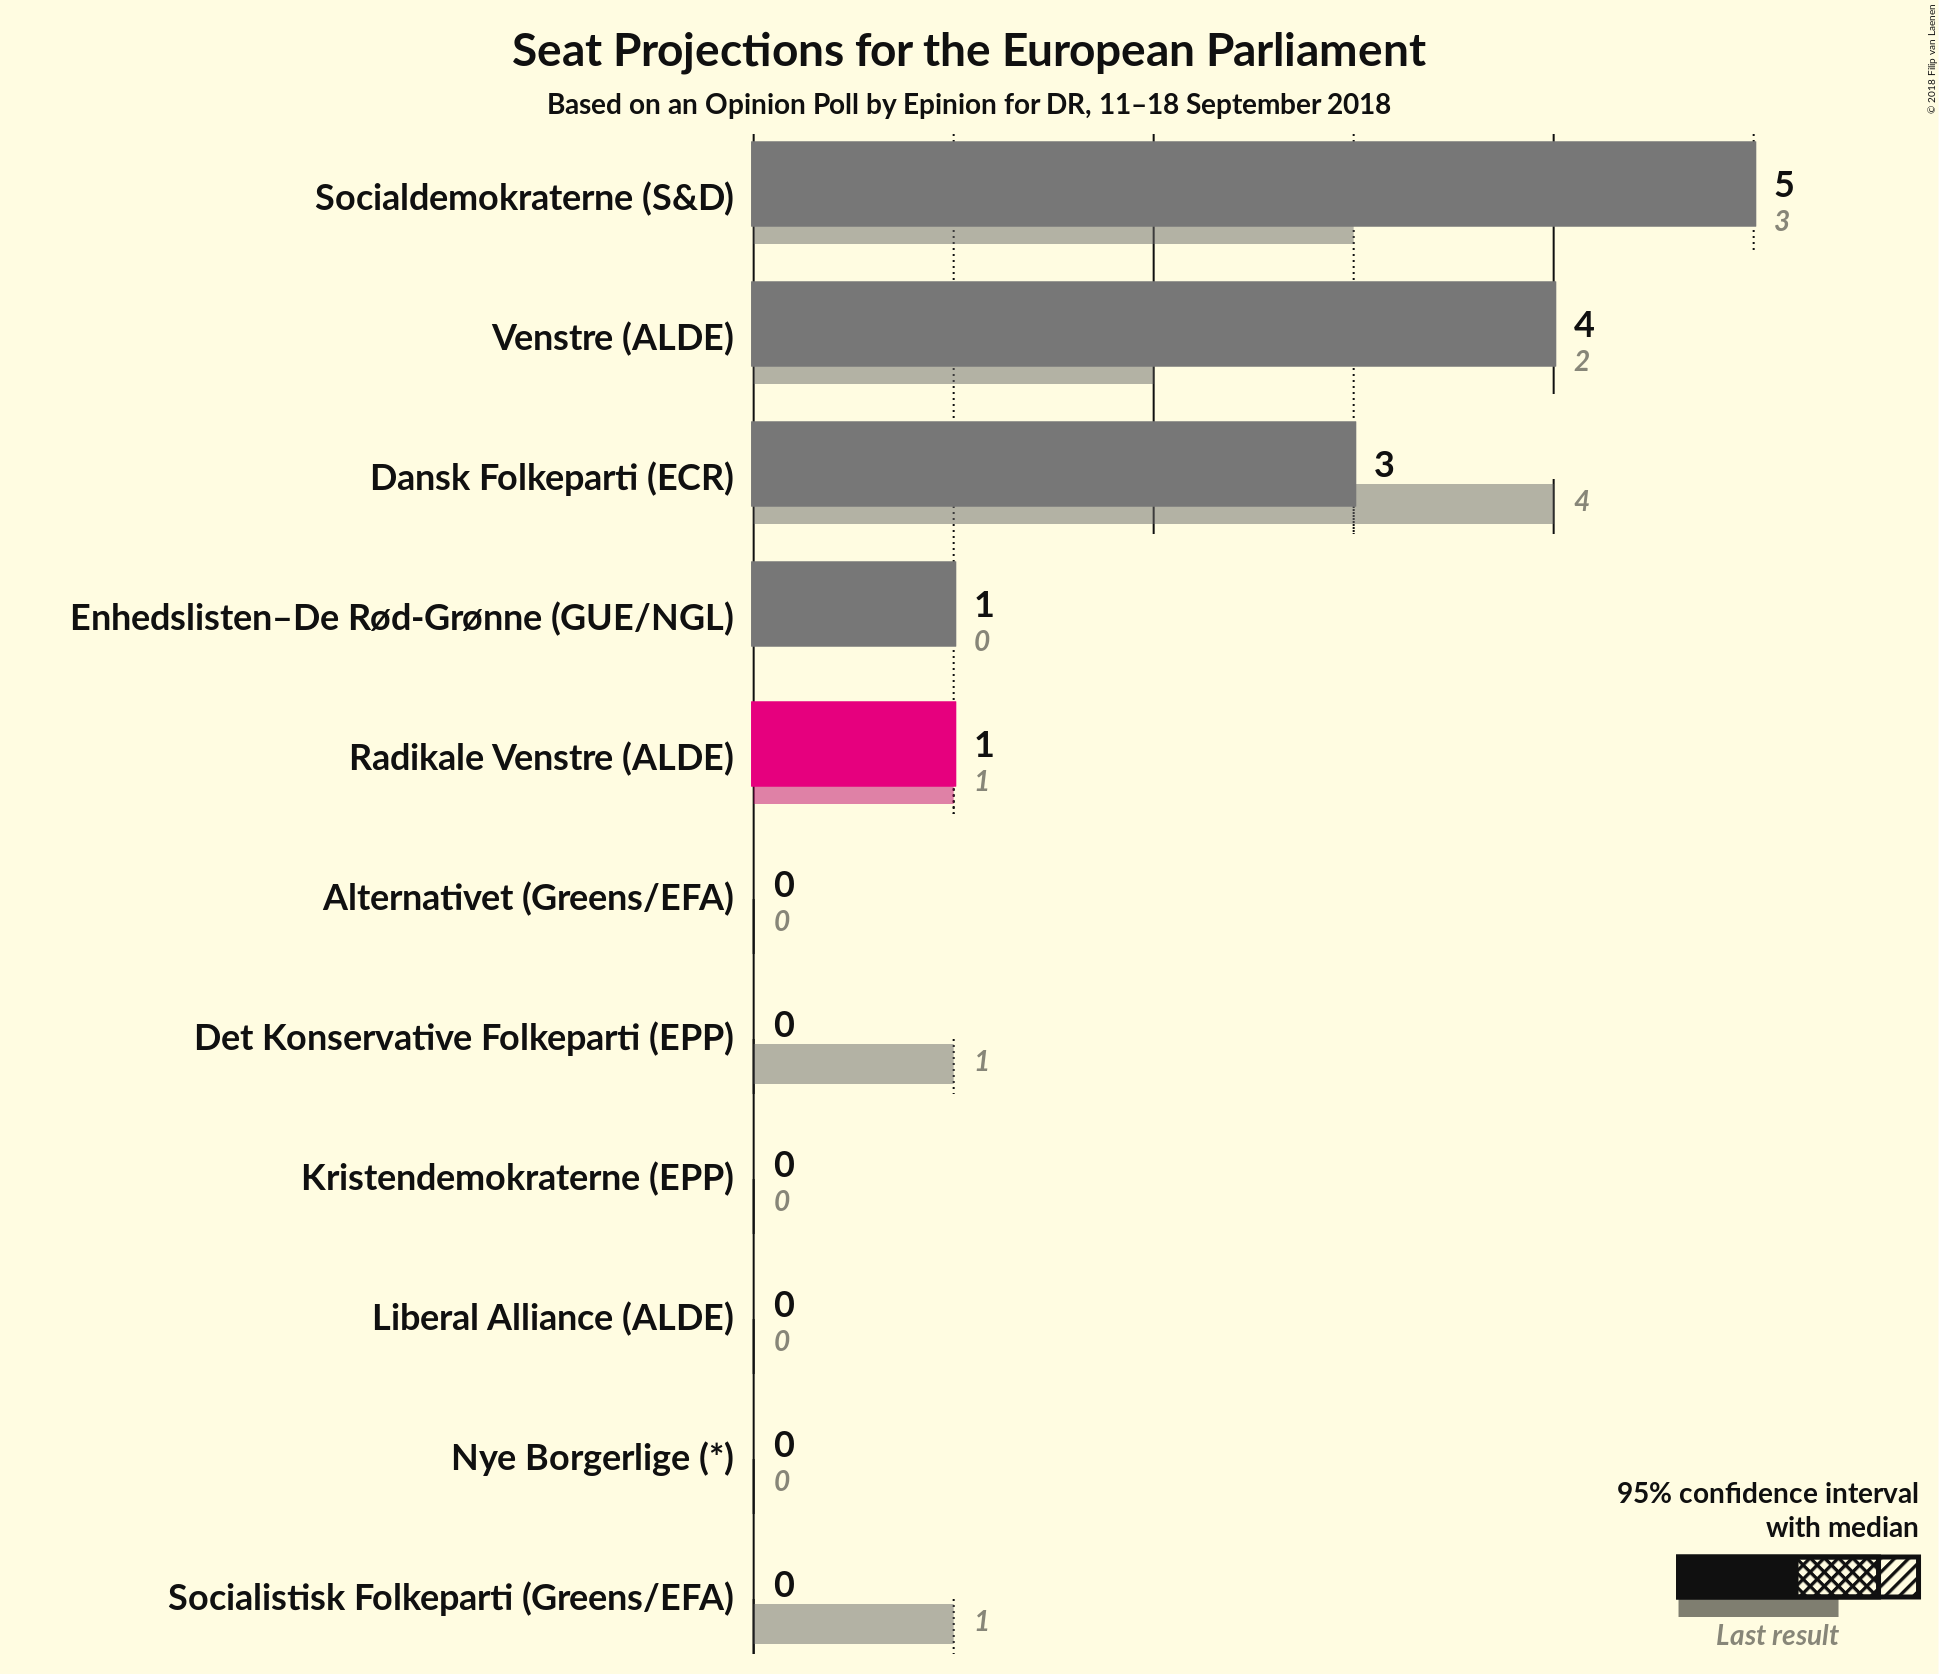 Seat Projections for the European Parliament
Based on an Opinion Poll by Epinion for DR, 11–18 September 2018
© 2018 Filip van Laenen
Socialdemokraterne (S&D)
5
3
Venstre (ALDE)
4
2
Dansk Folkeparti (ECR)
3
4
Enhedslisten–De Rød-Grønne (GUE/NGL)
1
0
Radikale Venstre (ALDE)
1
1
Alternativet (Greens/EFA)
0
0
Det Konservative Folkeparti (EPP)
0
1
Kristendemokraterne (EPP)
0
0
Liberal Alliance (ALDE)
0
0
Nye Borgerlige (*)
0
0
Socialistisk Folkeparti (Greens/EFA)
0
1
95% confidence interval
with median
Last result